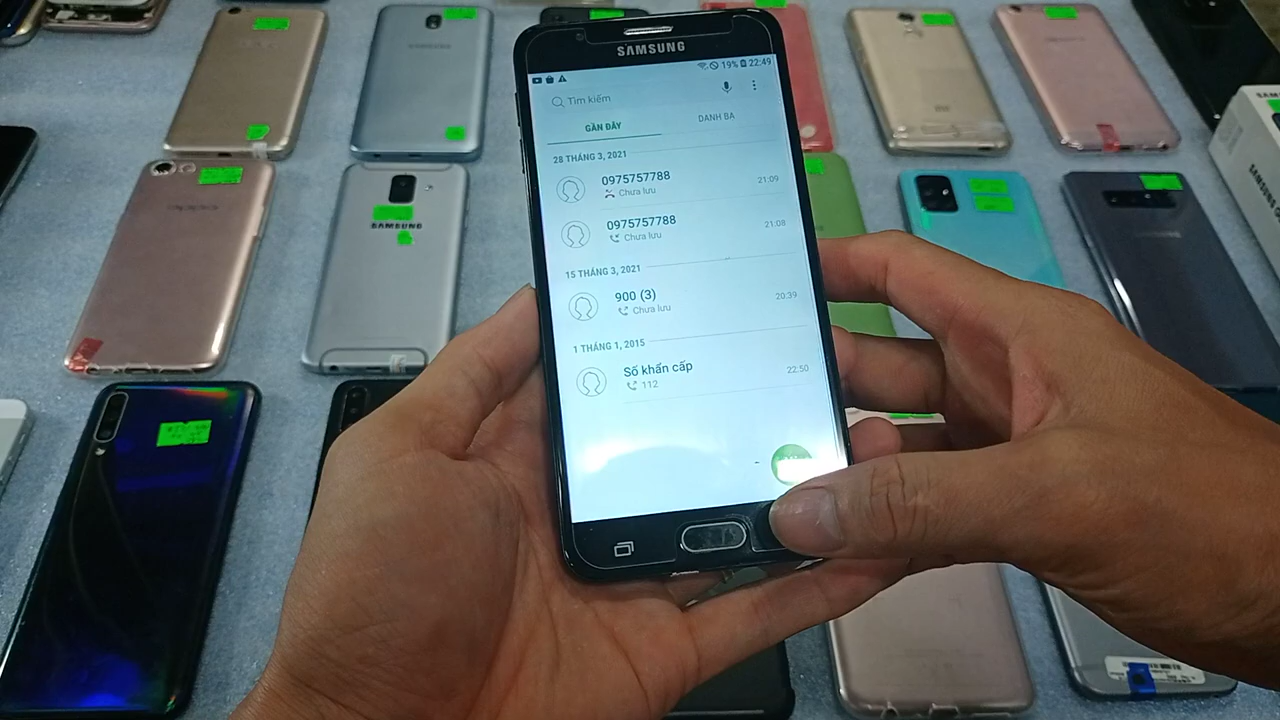 SAMSUNG
19% 22:49
Tìm kiếm
GẦN ĐÂY
DANH BẠ
28 THÁNG 3, 2021
0975757788
Chưa lưu
21:09
0975757788
Chưa lưu
21:08
15 THÁNG 3, 2021
900 (3)
Chưa lưu
20:39
1 THÁNG 1, 2015
Số khẩn cấp
112
22:50
SAMSUNG